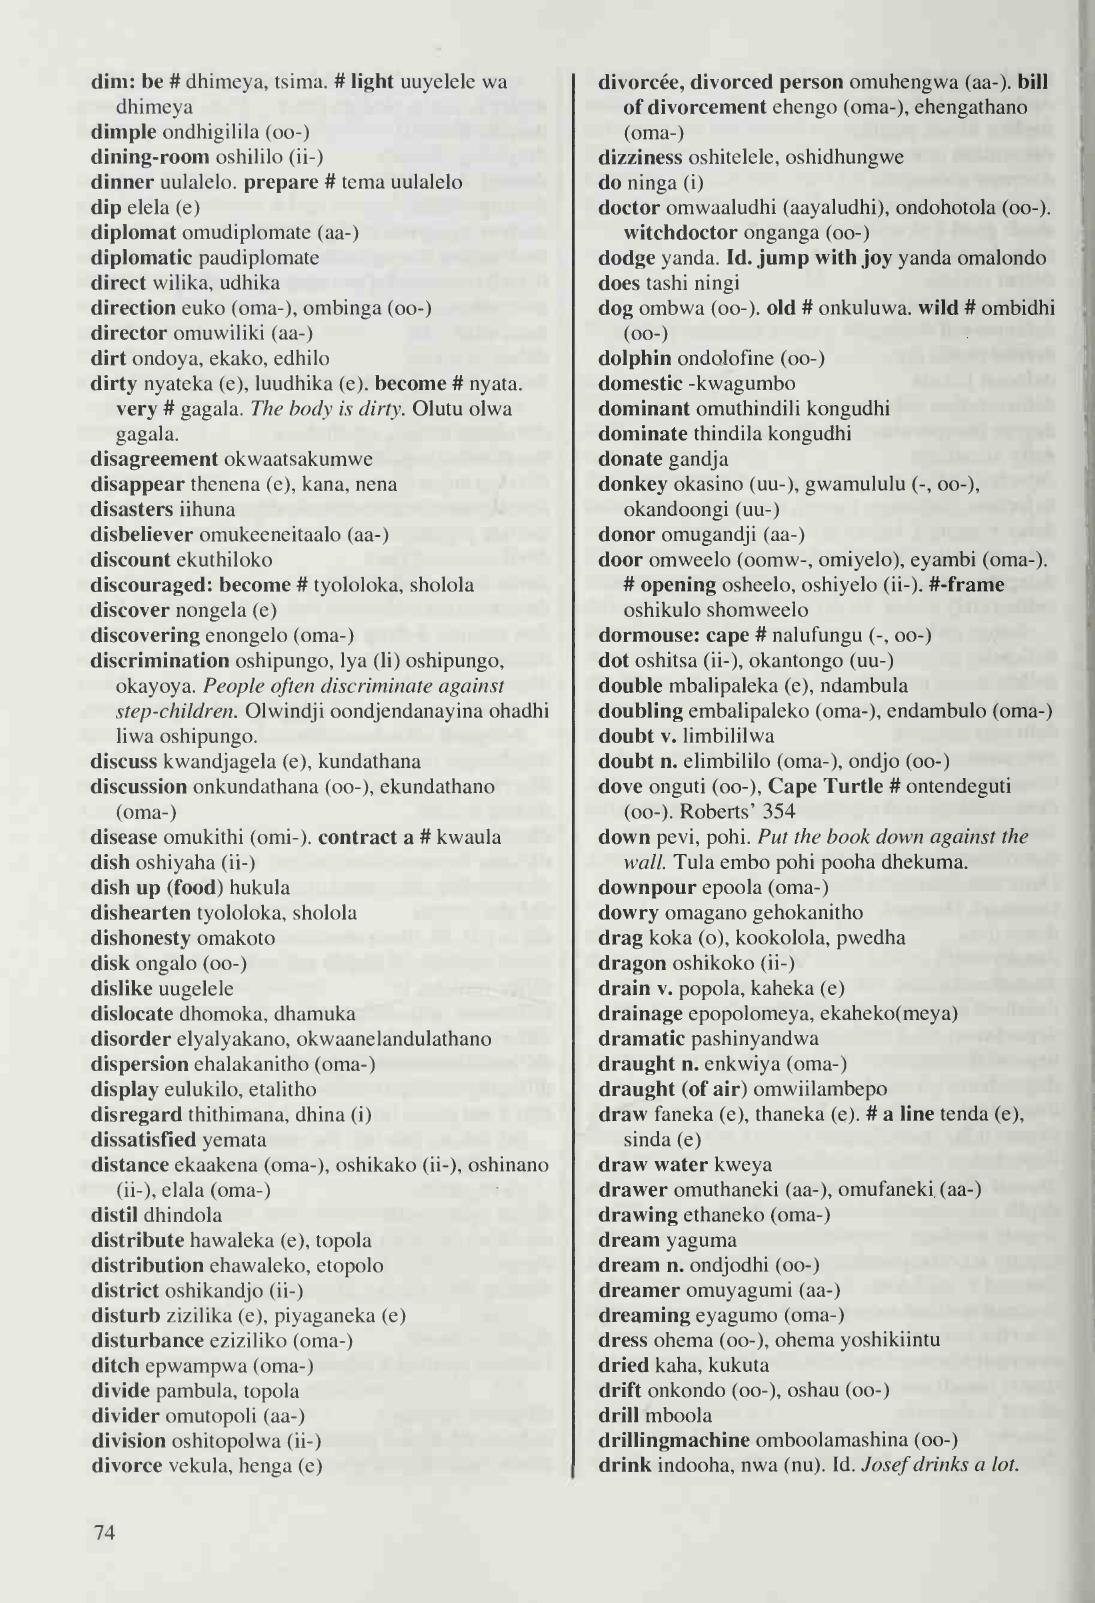 dim: be # dhimeya, tsima. # light uuyelele wa
dhimeya
dimple ondhigilila (oo-)
dining-room oshililo (ii-)
dinner uulalelo. prepare # tema uulalelo
dip elela (e)
diplomat omudiplomate (aa-)
diplomatic paudiplomate
direct wilika, udhika
direction euko (oma-), ombinga (oo-)
director omuwiliki (aa-)
dirt ondoya, ekako, edhilo
dirty nyateka (e), luudhika (e). become # nyata.
very # gagala. The body is dirty. Olutu olwa
gagala.
disagreement okwaatsakumwe
disappear thenena (e), kana, nena
disasters iihuna
disbeliever omukeeneitaalo (aa-)
discount ekuthiloko
discouraged: become # tyololoka, sholola
discover nongela (e)
discovering enongelo (oma-)
discrimination oshipungo, lya (li) oshipungo,
okayoya. People often discriminate against
step-children. Olwindji oondjendanayina ohadhi
liwa oshipungo.
discuss kwandjagela (e), kundathana
discussion onkundathana (oo-), ekundathano
(oma-)
disease omukithi (omi-). contract a # kwaula
dish oshiyaha (ii-)
dish up (food) hukula
dishearten tyololoka, sholola
dishonesty omakoto
disk ongalo (oo-)
dislike uugelele
dislocate dhomoka, dhamuka
disorder elyalyakano, okwaanelandulathano
dispersion ehalakanitho (oma-)
display eulukilo, etalitho
disregard thithimana, dhina (i)
dissatisfied yemata
distance ekaakena (oma-), oshikako (ii-), oshinano
(ii-), elala (oma-)
distil dhindola
distribute hawaleka (e), topola
distribution ehawaleko, etopolo
district oshikandjo (ii-)
disturb zizilika (e), piyaganeka (e)
disturbance eziziliko (oma-)
ditch epwampwa (oma-)
divide pambula, topola
divider omutopoli (aa-)
division oshitopolwa (ii-)
divorce vekula, henga (e)
divorcée, divorced person omuhengwa (aa-). bill
of divorcement ehengo (oma-), ehengathano
(oma-)
dizziness oshitelele, oshidhungwe
do ninga (i)
doctor omwaaludhi (aayaludhi), ondohotola (oo-).
witchdoctor onganga (oo-)
dodge yanda. Id. jump with joy yanda omalondo
does tashi ningi
dog ombwa (oo-). old # onkuluwa. wild # ombidhi
(oo-)
dolphin ondolofine (oo-)
domestic -kwagumbo
dominant omuthindili kongudhi
dominate thindila kongudhi
donate gandja
donkey okasino (uu-), gwamululu (-, oo-),
okandoongi (uu-)
donor omugandji (aa-)
door omweelo (oomw-, omiyelo), eyambi (oma-).
# opening osheelo, oshiyelo (ii-). #-frame
oshikulo shomweelo
dormouse: cape # nalufungu (-, oo-)
dot oshitsa (ii-), okantongo (uu-)
double mbalipaleka (e), ndambula
doubling embalipaleko (oma-), endambulo (oma-)
doubt v. limbililwa
doubt n. elimbililo (oma-), ondjo (oo-)
dove onguti (oo-), Cape Turtle # ontendeguti
(oo-). Roberts' 354
down pevi, pohi. Put the book down against the
wall. Tula embo pohi pooha dhekuma.
downpour epoola (oma-)
dowry omagano gehokanitho
drag koka (o), kookolola, pwedha
dragon oshikoko (ii-)
drain v. popola, kaheka (e)
drainage epopolomeya, ekaheko(meya)
dramatic pashinyandwa
draught n. enkwiya (oma-)
draught (of air) omwiilambepo
draw faneka (e), thaneka (e). # a line tenda (e),
sinda (e)
draw water kweya
drawer omuthaneki (aa-), omufaneki (aa-)
drawing ethaneko (oma-)
dream yaguma
dream n. ondjodhi (oo-)
dreamer omuyagumi (aa-)
dreaming eyagumo (oma-)
dress ohema (oo-), ohema yoshikiintu
dried kaha, kukuta
drift onkondo (oo-), oshau (oo-)
drill mboola
drillingmachine omboolamashina (oo-)
drink indooha, nwa (nu). Id. Josef drinks a lot.
74